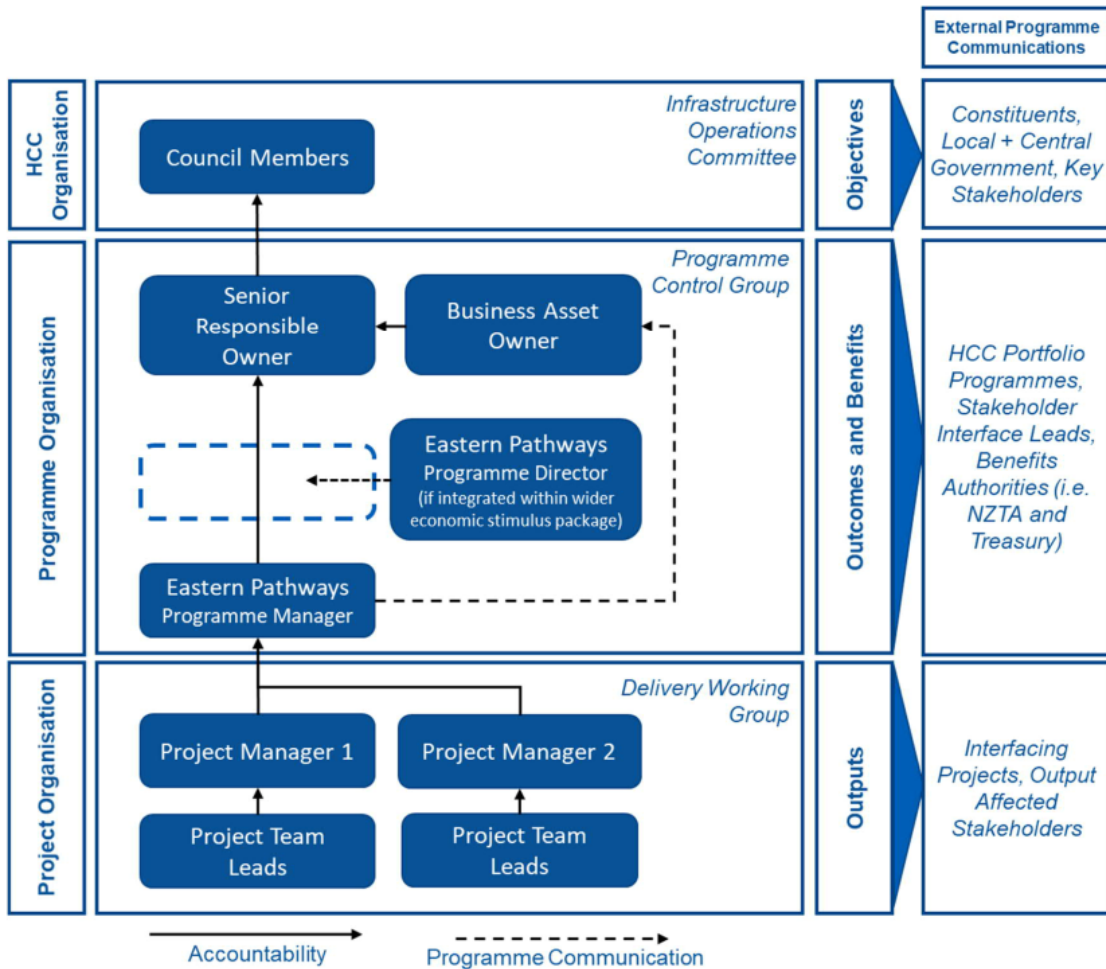 External Programme
Communications
HCC
Organisation
Infrastructure
Operations
Committee
Council Members
Objectives
Constituents,
Local + Central
Government, Key
Stakeholders
Programme Organisation
Programme
Control Group
Senior
Responsible
Owner
Business Asset
Owner
Eastern Pathways
Programme Director
(if integrated within wider
economic stimulus package)
Eastern Pathways
Programme Manager
Outcomes and Benefits
HCC Portfolio
Programmes,
Stakeholder
Interface Leads,
Benefits
Authorities (i.e.
NZTA and
Treasury)
Project Organisation
Delivery Working
Group
Project Manager 1
Project Manager 2
Project Team
Leads
Project Team
Leads
Outputs
Interfacing
Projects, Output
Affected
Stakeholders
Accountability
Programme Communication